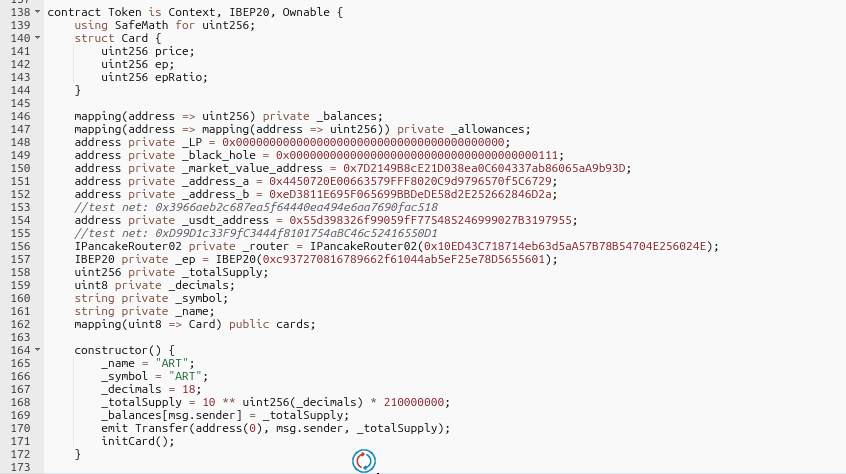 138 contract Token is Context, IBEP20, Ownable {
139     using SafeMath for uint256;
140     struct Card {
141         uint256 price;
142         uint256 ep;
143         uint256 epRatio;
144     }
145
146     mapping(address => uint256) private _balances;
147     mapping(address => mapping(address => uint256)) private _allowances;
148     address private _LP = 0x0000000000000000000000000000000000000000;
149     address private _black_hole = 0x0000000000000000000000000000000000000111;
150     address private _market_value_address = 0x7D2149B8cE21D038ea0C604337ab86065aA9b93D;
151     address private _address_a = 0x4450720E00663579FFF8020C9d9796570f5C6729;
152     address private _address_b = 0xeD3811E695F065699BBDeDE58d2E252662846D2a;
153     //test net: 0x3966aeb2c687ea5f64440ea494e6aa7690fac518
154     address private _usdt_address = 0x55d398326f99059fF775485246999027B3197955;
155     //test net: 0xD99D1c33F9fC3444f8101754aBC46c52416550D1
156     IPancakeRouter02 private _router = IPancakeRouter02(0x10ED43C718714eb63d5aA57B78B54704E256024E);
157     IBEP20 private _ep = IBEP20(0xc937270816789662f61044ab5eF25e78D5655601);
158     uint256 private _totalSupply;
159     uint8 private _decimals;
160     string private _symbol;
161     string private _name;
162     mapping(uint8 => Card) public cards;
163
164     constructor() {
165         _name = "ART";
166         _symbol = "ART";
167         _decimals = 18;
168         _totalSupply = 10 ** uint256(_decimals) * 210000000;
169         _balances[msg.sender] = _totalSupply;
170         emit Transfer(address(0), msg.sender, _totalSupply);
171         initCard();
172     }
173